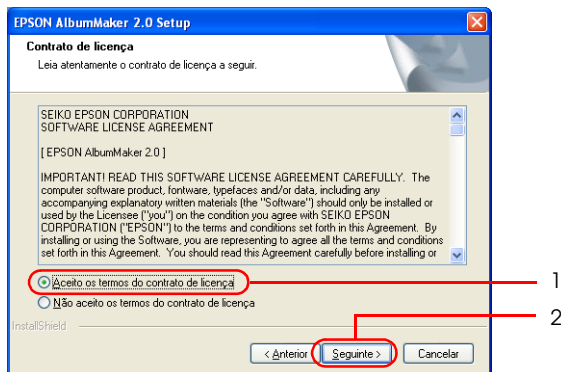 EPSON AlbumMaker 2.0 Setup
Contrato de licença
Leia atentamente o contrato de licença a seguir.
SEIKO EPSON CORPORATION
SOFTWARE LICENSE AGREEMENT
[ EPSON AlbumMaker 2.0 ]
IMPORTANT! READ THIS SOFTWARE LICENSE AGREEMENT CAREFULLY. The
computer software product, fontware, typefaces and/or data, including any
accompanying explanatory written materials (the "Software") should only be installed or
used by the Licensee ("you") on the condition you agree with SEIKO EPSON
CORPORATION ("EPSON") to the terms and conditions set forth in this Agreement. By
installing or using the Software, you are representing to agree all the terms and conditions
set forth in this Agreement. You should read this Agreement carefully before installing or
Aceito os termos do contrato de licença
1
Não aceito os termos do contrato de licença
2
InstallShield
< Anterior
Seguinte >
Cancelar